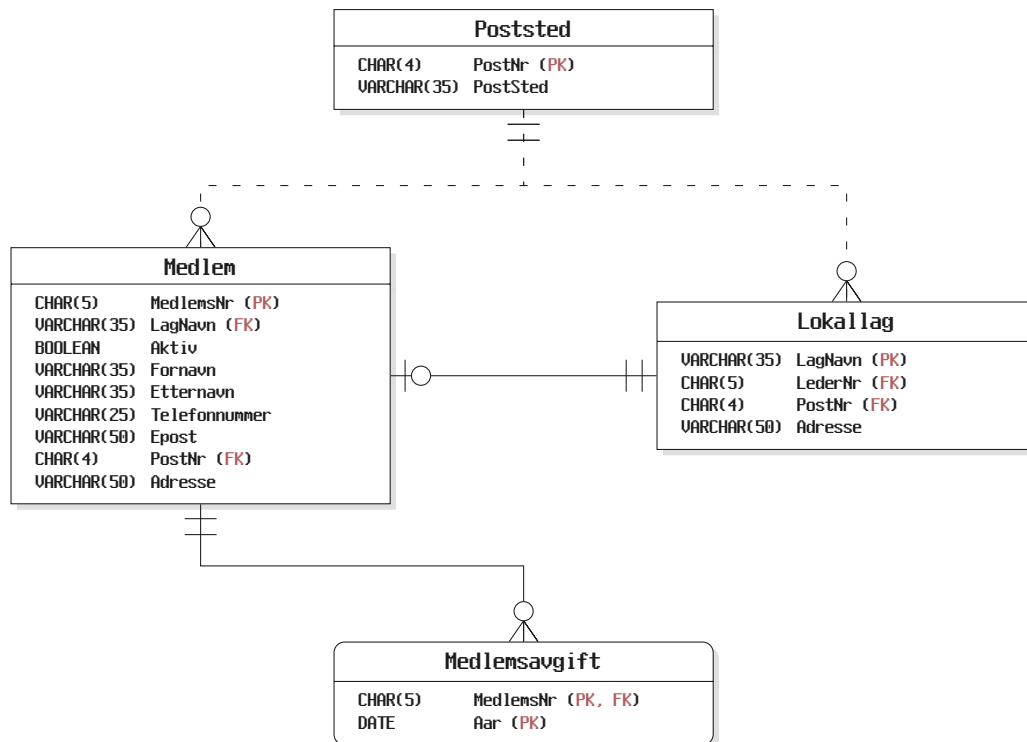 Poststed
CHAR(4) PostNr (PK)
VARCHAR(35) PostSted
Medlem
CHAR(5) MedlemsNr (PK)
VARCHAR(35) LagNavn (FK)
BOOLEAN Aktiv
VARCHAR(35) Fornavn
VARCHAR(35) Etternavn
VARCHAR(25) Telefonnummer
VARCHAR(50) Epost
CHAR(4) PostNr (FK)
VARCHAR(50) Adresse
Lokallag
VARCHAR(35) LagNavn (PK)
CHAR(5) LederNr (FK)
CHAR(4) PostNr (FK)
VARCHAR(50) Adresse
Medlemsavgift
CHAR(5) MedlemsNr (PK, FK)
DATE Aar (PK)